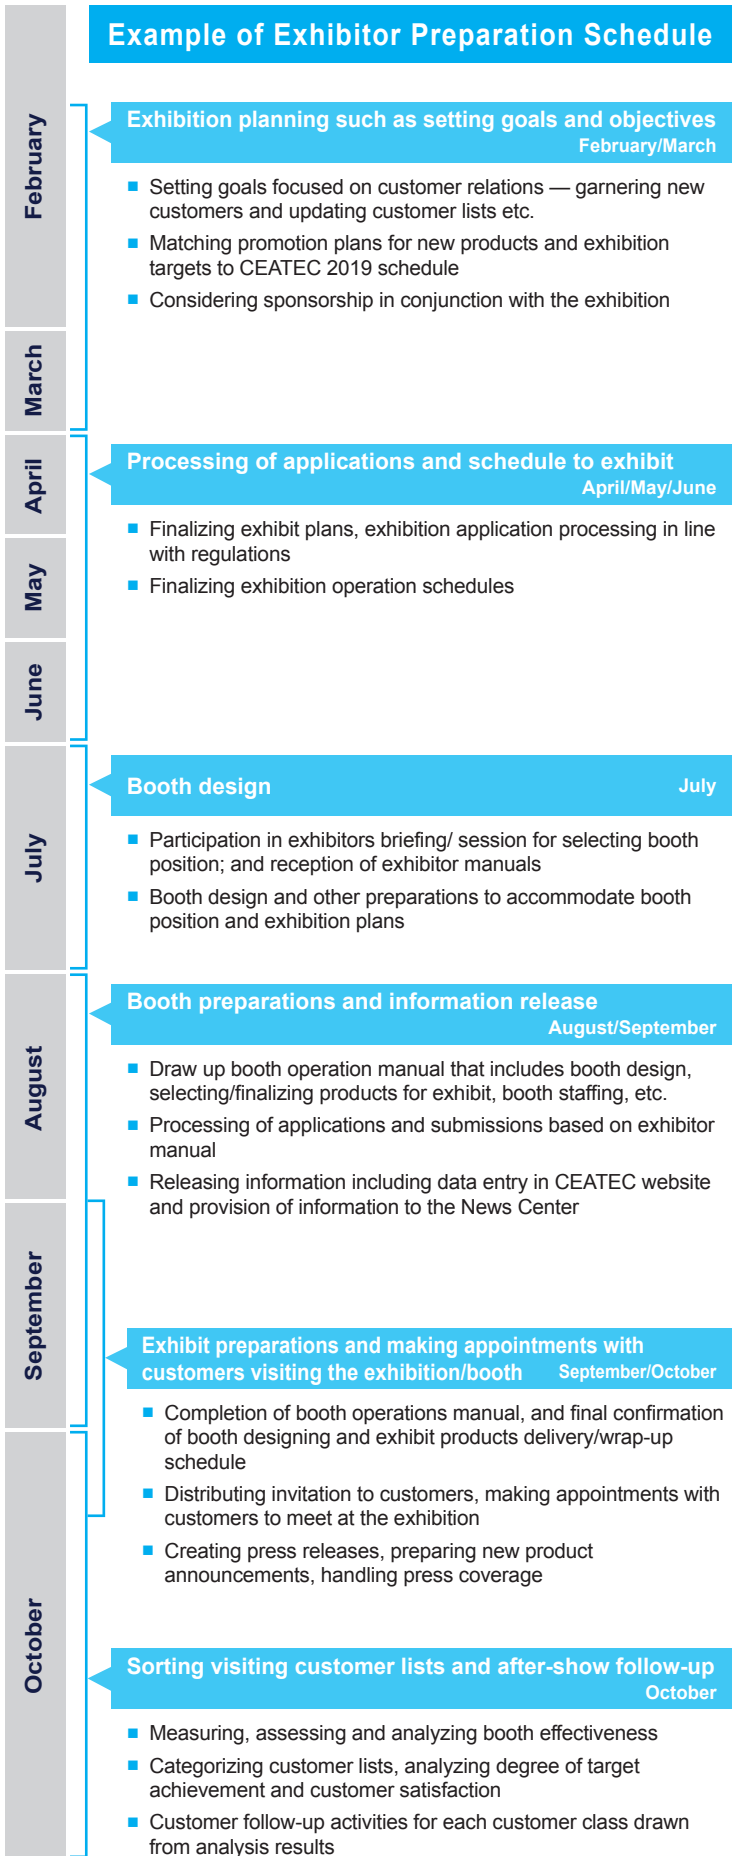 Example of Exhibitor Preparation Schedule
February
Exhibition planning such as setting goals and objectives
February/March
■ Setting goals focused on customer relations — garnering new
customers and updating customer lists etc.
■ Matching promotion plans for new products and exhibition
targets to CEATEC 2019 schedule
■ Considering sponsorship in conjunction with the exhibition
March
April
Processing of applications and schedule to exhibit
April/May/June
■ Finalizing exhibit plans, exhibition application processing in line
with regulations
■ Finalizing exhibition operation schedules
May
June
July
Booth design July
■ Participation in exhibitors briefing/ session for selecting booth
position; and reception of exhibitor manuals
■ Booth design and other preparations to accommodate booth
position and exhibition plans
August
Booth preparations and information release
August/September
■ Draw up booth operation manual that includes booth design,
selecting/finalizing products for exhibit, booth staffing, etc.
■ Processing of applications and submissions based on exhibitor
manual
■ Releasing information including data entry in CEATEC website
and provision of information to the News Center
September
Exhibit preparations and making appointments with
customers visiting the exhibition/booth September/October
■ Completion of booth operations manual, and final confirmation
of booth designing and exhibit products delivery/wrap-up
schedule
■ Distributing invitation to customers, making appointments with
customers to meet at the exhibition
■ Creating press releases, preparing new product
announcements, handling press coverage
October
Sorting visiting customer lists and after-show follow-up
October
■ Measuring, assessing and analyzing booth effectiveness
■ Categorizing customer lists, analyzing degree of target
achievement and customer satisfaction
■ Customer follow-up activities for each customer class drawn
from analysis results